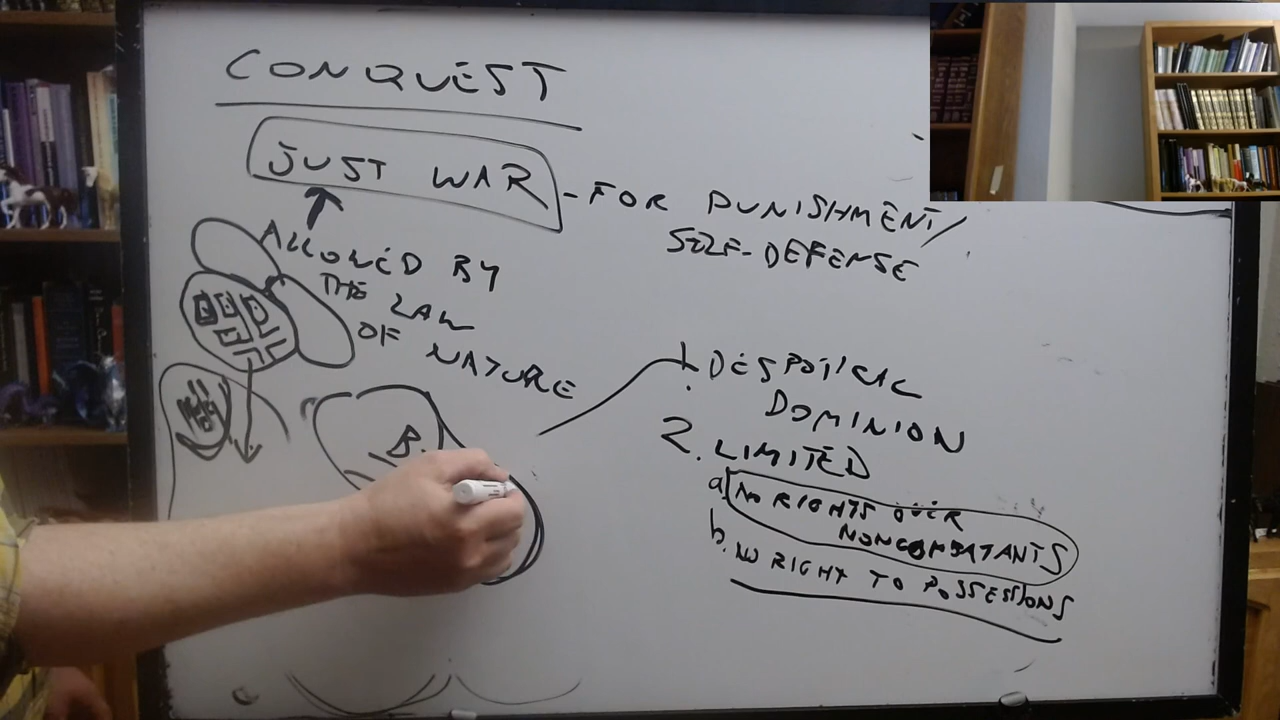 CONQUEST
JUST WAR - FOR PUNISHMENT/
SELF-DEFENSE
ALLOWED BY
THE LAW
OF NATURE
1. DESPOTICAL
DOMINION
2. LIMITED
a. NO RIGHTS OVER
NONCOMBATANTS
b. NO RIGHT TO POSSESSIONS
B.